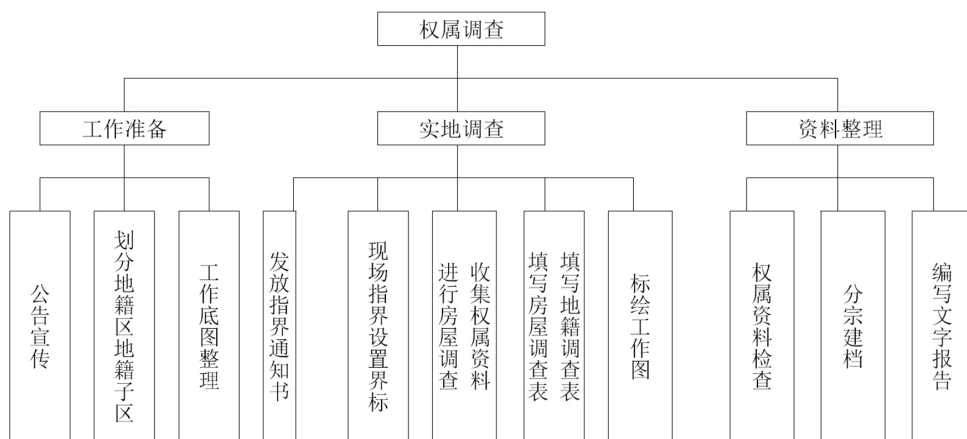 权属调查
工作准备
实地调查
资料整理
公告宣传
划分地籍区地籍子区
工作底图整理
发放指界通知书
现场指界设置界标
收集权属资料
进行房屋调查
填写地籍调查表
填写房屋调查表
标绘工作图
权属资料检查
分宗建档
编写文字报告